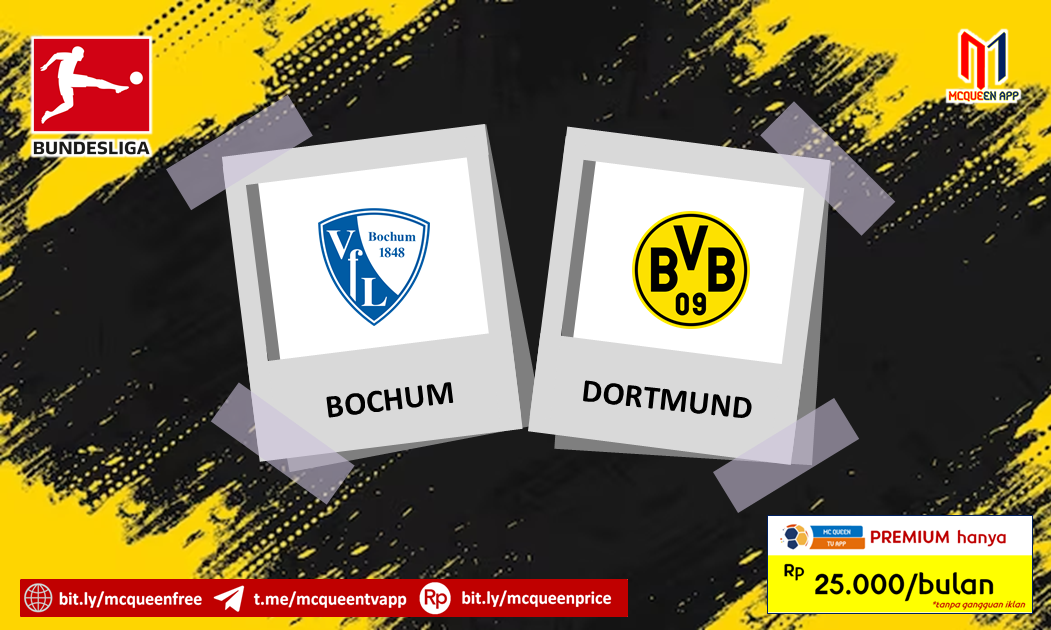 BUNDESLIGA
MCQUEEN APP
VfL
Bochum
1848
BVB
09
BOCHUM
DORTMUND
MC QUEEN
TV APP
PREMIUM hanya
Rp 25.000/bulan
*tanpa gangguan iklan
bit.ly/mcqueenfree
t.me/mcqueentvapp
Rp
bit.ly/mcqueenprice